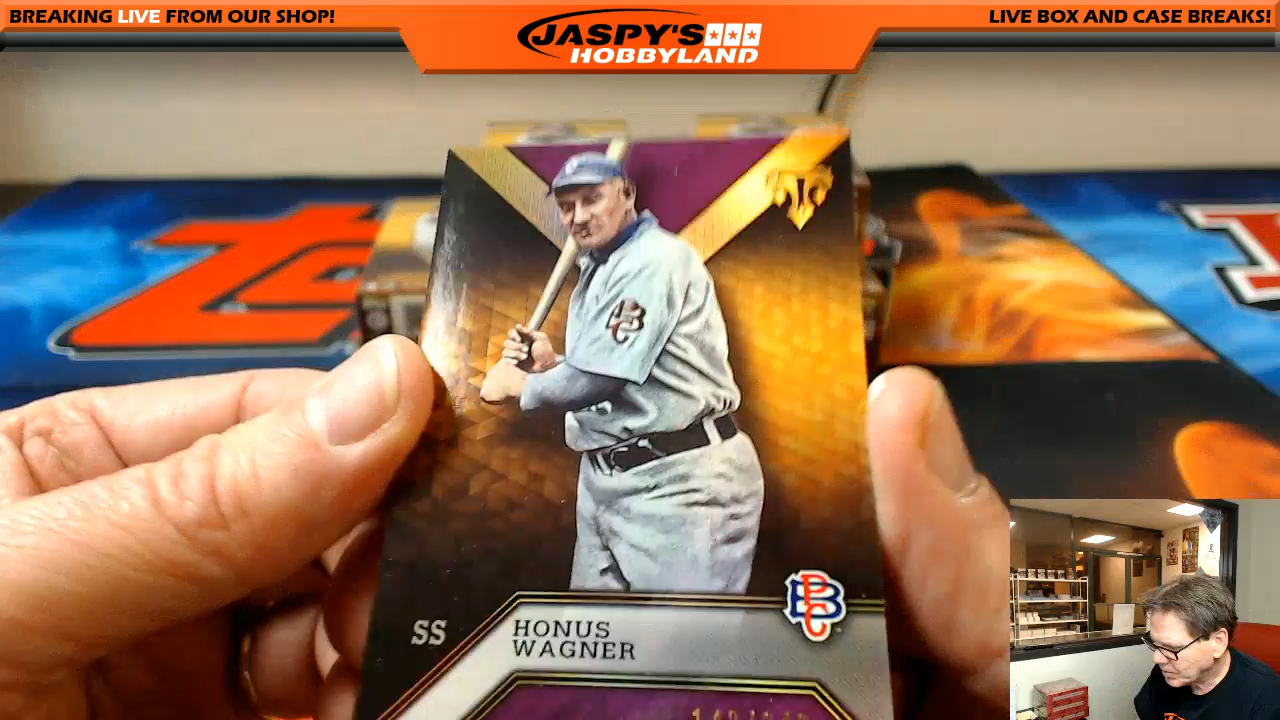 BREAKING LIVE FROM OUR SHOP!
JASPY'S
HOBBYLAND
LIVE BOX AND CASE BREAKS!
SS
HONUS
WAGNER